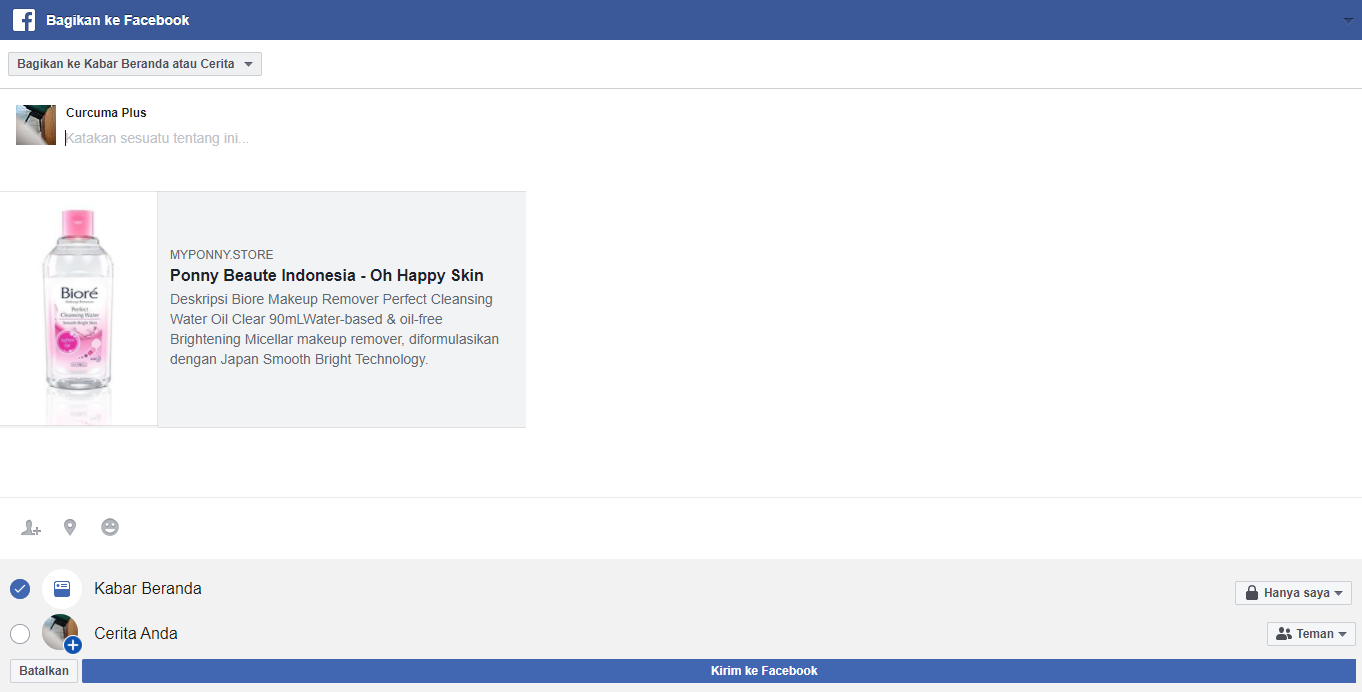 Bagikan ke Facebook
Bagikan ke Kabar Beranda atau Cerita
Curcuma Plus
Katakan sesuatu tentang ini...
Bioré
Perfect
Cleansing Water
MYPONNY.STORE
Ponny Beaute Indonesia - Oh Happy Skin
Deskripsi Biore Makeup Remover Perfect Cleansing
Water Oil Clear 90mLWater-based & oil-free
Brightening Micellar makeup remover, diformulasikan
dengan Japan Smooth Bright Technology.
Kabar Beranda
Hanya saya
Cerita Anda
Teman
Batalkan
Kirim ke Facebook